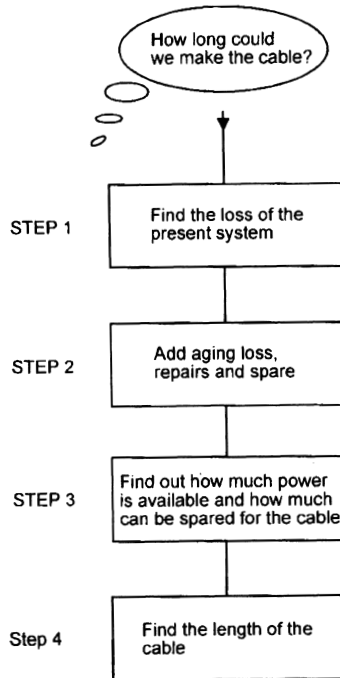 How long could
we make the cable?
STEP 1
Find the loss of the
present system
STEP 2
Add aging loss,
repairs and spare
STEP 3
Find out how much power
is available and how much
can be spared for the cable
Step 4
Find the length of the
cable